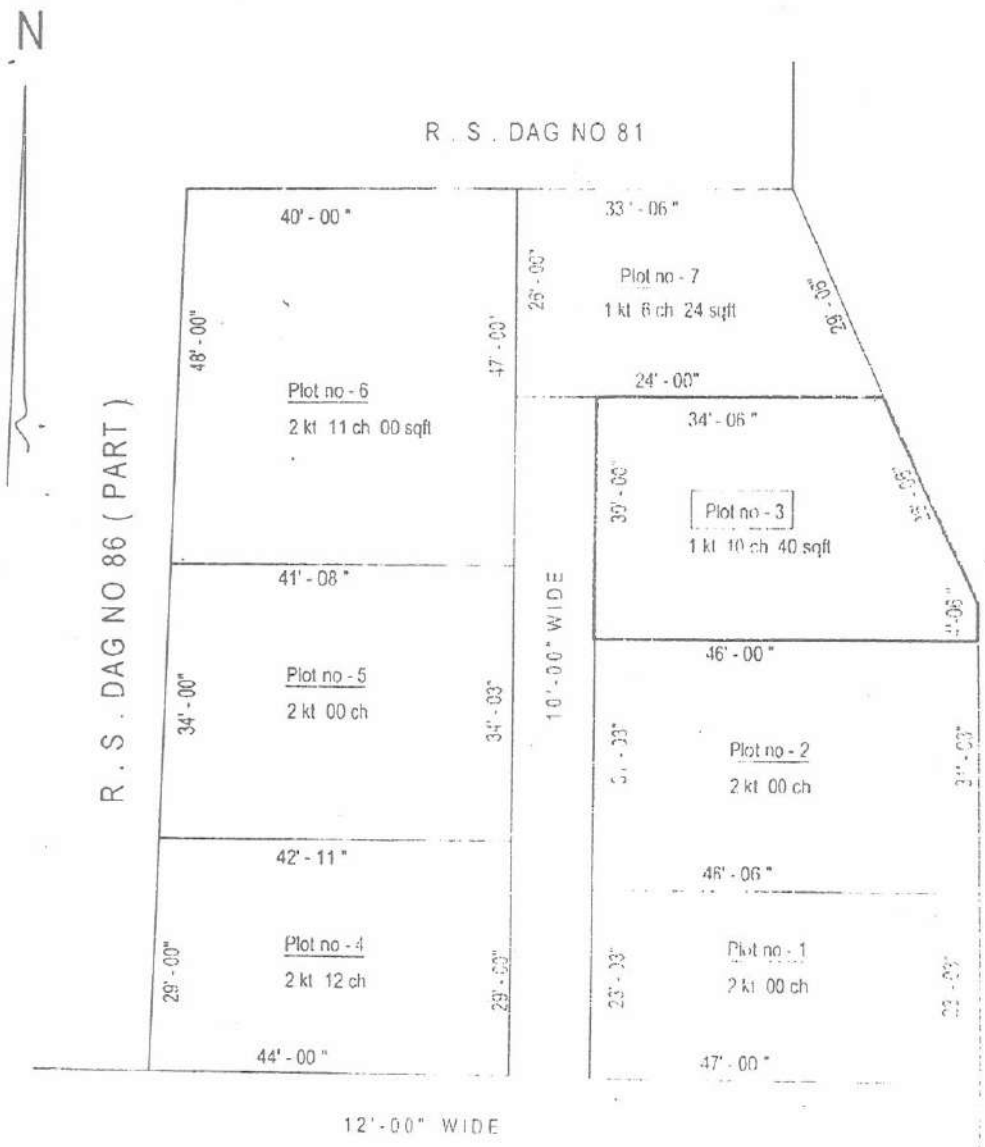 N
R . S . DAG NO 81
40' - 00 "
33 ' - 06 "
26' - 00"
Plot no - 7
1 kt 6 ch 24 sqft
29' - 05"
48' - 00"
47' - 00'
Plot no - 6
2 kt 11 ch 00 sqft
24' - 00"
34' - 06 "
R . S . DAG NO 86 ( PART )
30' - 00"
Plot no - 3
1 kt 10 ch 40 sqft
41' - 08 "
10'-00" WIDE
4'-06 "
46' - 00"
34' - 00"
Plot no - 5
2 kt 00 ch
34' - 03"
Plot no - 2
2 kt 00 ch
31' - 03"
42' - 11 "
46' - 06 "
29' - 00"
Plot no - 4
2 kt 12 ch
29' - 00"
23' - 03"
Plot no - 1
2 kt 00 ch
44' - 00 "
47' - 00 "
12'-00" WIDE